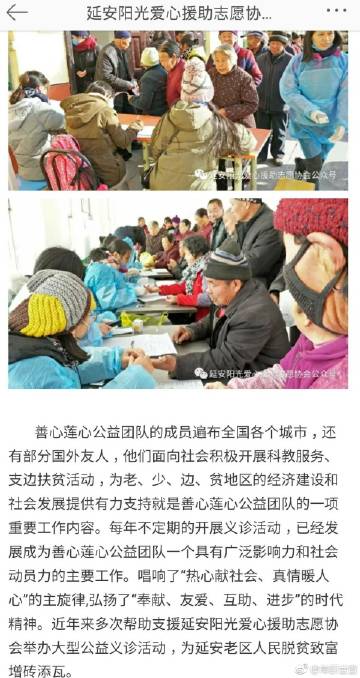 延安阳光爱心援助志愿协...
延安阳光爱心援助志愿协会公众号
延安阳光爱心援助志愿协会公众号
善心莲心公益团队的成员遍布全国各个城市，还
有部分国外友人，他们面向社会积极开展科教服务、
支边扶贫活动，为老、少、边、贫地区的经济建设和
社会发展提供有力支持就是善心莲心公益团队的一项
重要工作内容。每年不定期的开展义诊活动，已经发
展成为善心莲心公益团队一个具有广泛影响力和社会
动员力的主要工作。唱响了“热心献社会、真情暖人
心”的主旋律,弘扬了“奉献、友爱、互助、进步”的时代
精神。近年来多次帮助支援延安阳光爱心援助志愿协
会举办大型公益义诊活动，为延安老区人民脱贫致富
增砖添瓦。